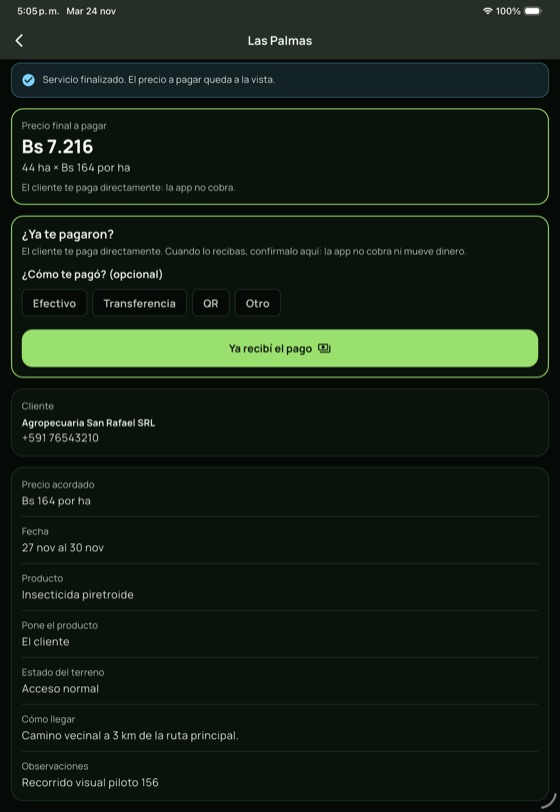 5:05 p. m. Mar 24 nov
100%
Las Palmas
Servicio finalizado. El precio a pagar queda a la vista.
Precio final a pagar
Bs 7.216
44 ha × Bs 164 por ha
El cliente te paga directamente: la app no cobra.
¿Ya te pagaron?
El cliente te paga directamente. Cuando lo recibas, confírmalo aquí: la app no cobra ni mueve dinero.
¿Cómo te pagó? (opcional)
Efectivo Transferencia QR Otro
Ya recibí el pago
Cliente
Agropecuaria San Rafael SRL
+591 76543210
Precio acordado
Bs 164 por ha
Fecha
27 nov al 30 nov
Producto
Insecticida piretroide
Pone el producto
El cliente
Estado del terreno
Acceso normal
Cómo llegar
Camino vecinal a 3 km de la ruta principal.
Observaciones
Recorrido visual piloto 156